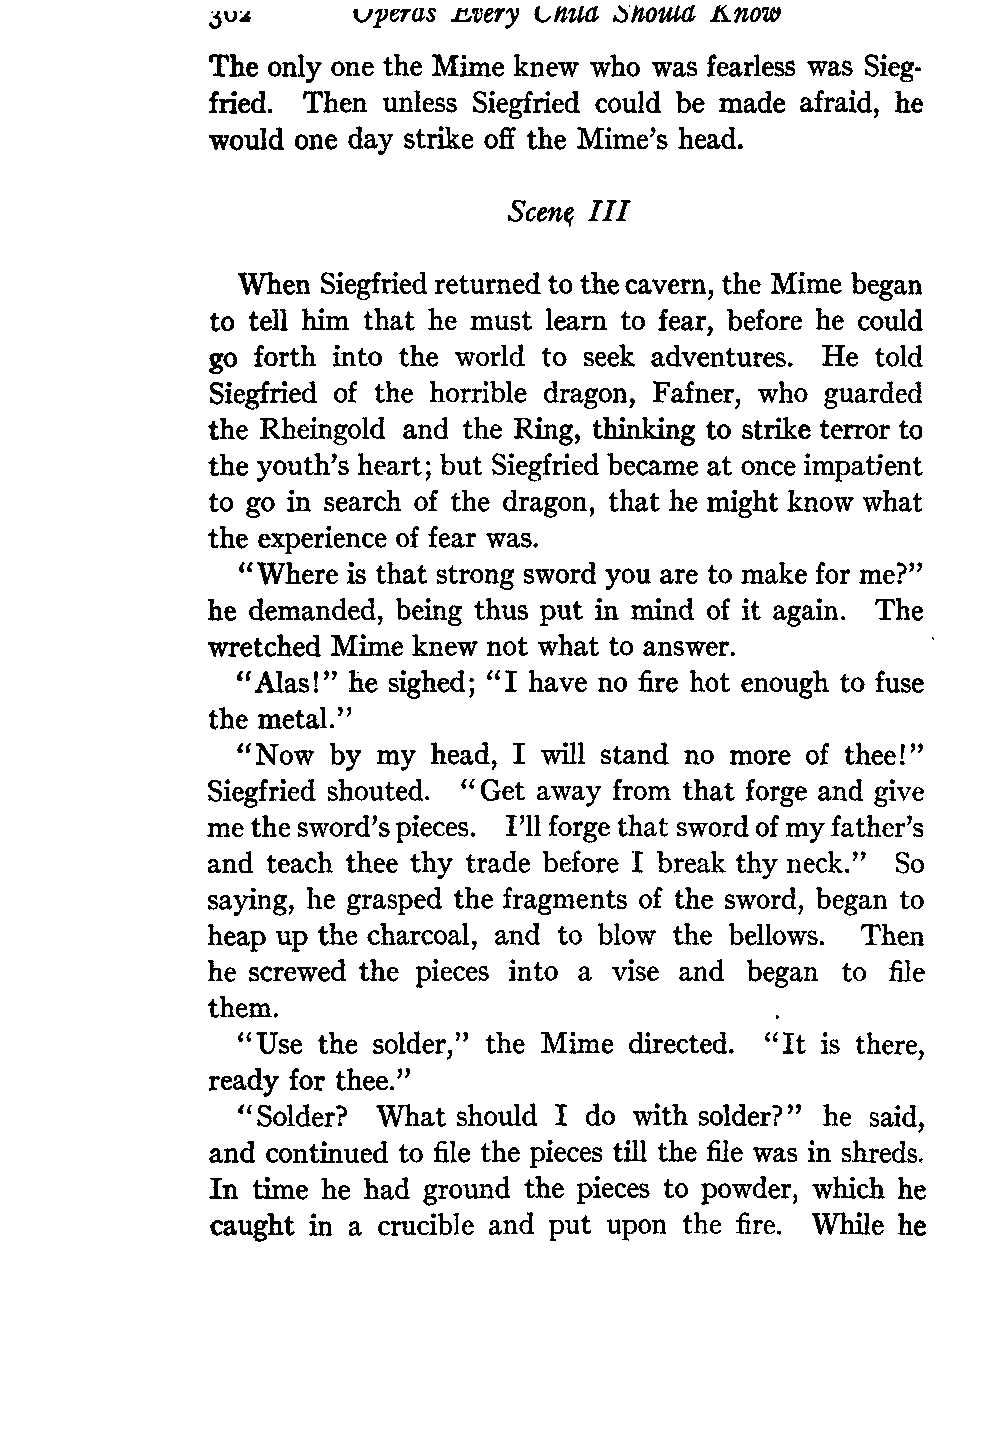 302 Operas Every Child Should Know
The only one the Mime knew who was fearless was Sieg-
fried. Then unless Siegfried could be made afraid, he
would one day strike off the Mime's head.
Scene III
When Siegfried returned to the cavern, the Mime began
to tell him that he must learn to fear, before he could
go forth into the world to seek adventures. He told
Siegfried of the horrible dragon, Fafner, who guarded
the Rheingold and the Ring, thinking to strike terror to
the youth's heart; but Siegfried became at once impatient
to go in search of the dragon, that he might know what
the experience of fear was.
"Where is that strong sword you are to make for me?"
he demanded, being thus put in mind of it again. The
wretched Mime knew not what to answer.
"Alas!" he sighed; "I have no fire hot enough to fuse
the metal."
"Now by my head, I will stand no more of thee!"
Siegfried shouted. "Get away from that forge and give
me the sword's pieces. I'll forge that sword of my father's
and teach thee thy trade before I break thy neck." So
saying, he grasped the fragments of the sword, began to
heap up the charcoal, and to blow the bellows. Then
he screwed the pieces into a vise and began to file
them.
"Use the solder," the Mime directed. "It is there,
ready for thee."
"Solder? What should I do with solder?" he said,
and continued to file the pieces till the file was in shreds.
In time he had ground the pieces to powder, which he
caught in a crucible and put upon the fire. While he